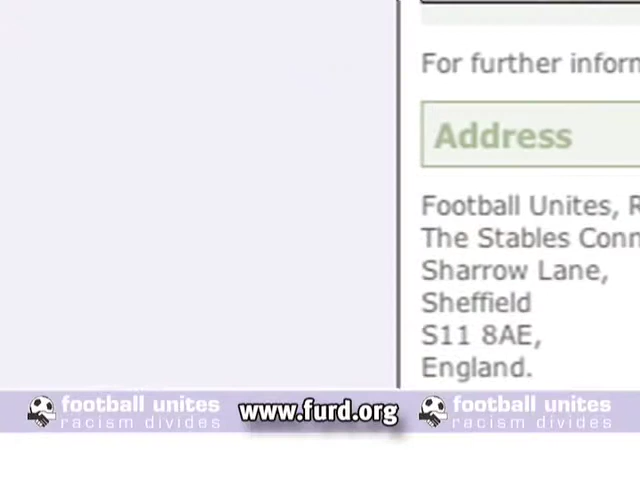 For further inform
Address
Football Unites, R
The Stables Conn
Sharrow Lane,
Sheffield
S11 8AE,
England.
football unites
racism divides
www.furd.org
football unites
racism divides